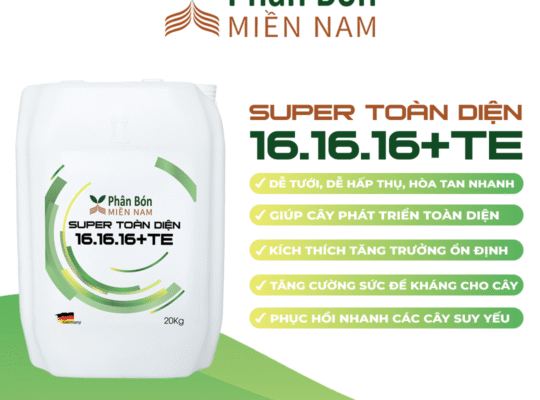 Phân Bón
MIỀN NAM
SUPER TOÀN DIỆN
16.16.16+TE
DỄ TƯỚI, DỄ HẤP THỤ, HÒA TAN NHANH
GIÚP CÂY PHÁT TRIỂN TOÀN DIỆN
KÍCH THÍCH TĂNG TRƯỞNG ỔN ĐỊNH
TĂNG CƯỜNG SỨC ĐỀ KHÁNG CHO CÂY
PHỤC HỒI NHANH CÁC CÂY SUY YẾU
Phân Bón
MIỀN NAM
SUPER TOÀN DIỆN
16.16.16+TE
Germany
20Kg